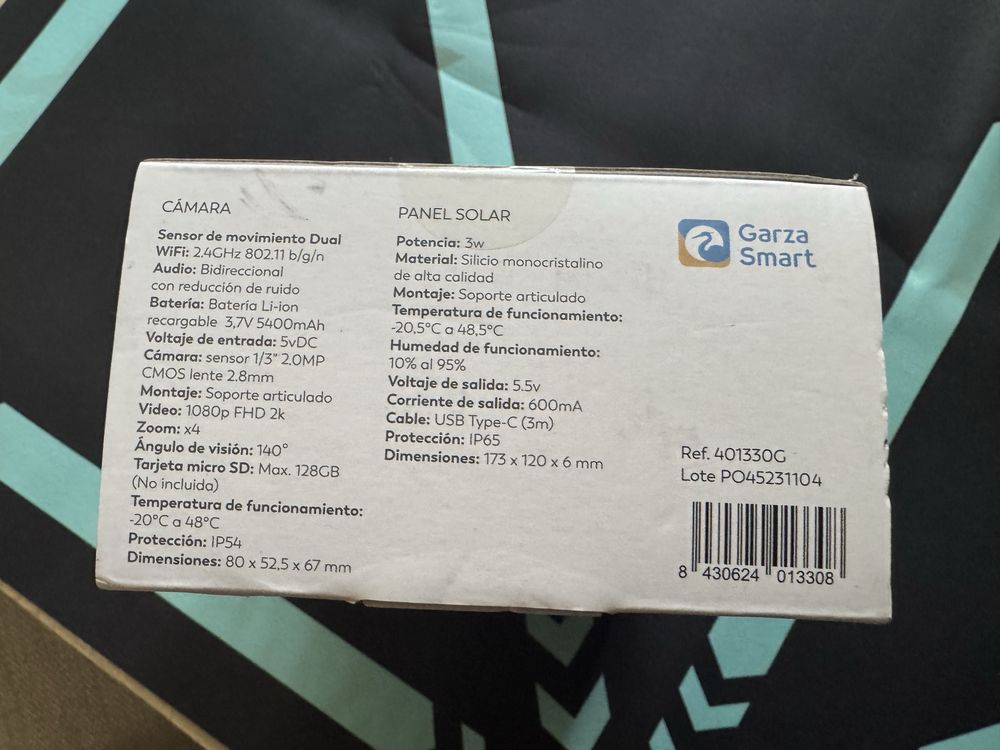 CÁMARA
Sensor de movimiento Dual
WiFi: 2.4GHz 802.11 b/g/n
Audio: Bidireccional
con reducción de ruido
Batería: Batería Li-ion
recargable 3,7V 5400mAh
Voltaje de entrada: 5vDC
Cámara: sensor 1/3" 2.0MP
CMOS lente 2.8mm
Montaje: Soporte articulado
Video: 1080p FHD 2k
Zoom: x4
Ángulo de visión: 140°
Tarjeta micro SD: Max. 128GB
(No incluida)
Temperatura de funcionamiento:
-20°C a 48°C
Protección: IP54
Dimensiones: 80 x 52,5 x 67 mm
PANEL SOLAR
Potencia: 3w
Material: Silicio monocristalino
de alta calidad
Montaje: Soporte articulado
Temperatura de funcionamiento:
-20.5°C a 48,5°C
Humedad de funcionamiento:
10% al 95%
Voltaje de salida: 5.5v
Corriente de salida: 600mA
Cable: USB Type-C (3m)
Protección: IP65
Dimensiones: 173 x 120 x 6 mm
Garza
Smart
Ref. 401330G
Lote PO45231104
8 430624 013308